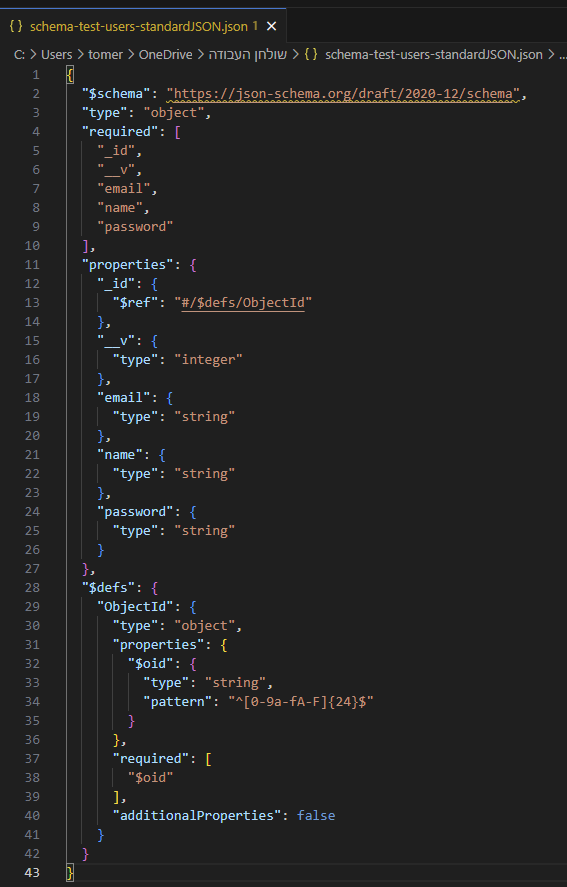 {} schema-test-users-standardJSON.json 1 ×
C: > Users > tomer > OneDrive > שולחן העבודה > {} schema-test-users-standardJSON.json > ...
1 {
2 "$schema": "https://json-schema.org/draft/2020-12/schema",
3 "type": "object",
4 "required": [
5 "_id",
6 "__v",
7 "email",
8 "name",
9 "password"
10 ],
11 "properties": {
12 "_id": {
13 "$ref": "#/$defs/ObjectId"
14 },
15 "__v": {
16 "type": "integer"
17 },
18 "email": {
19 "type": "string"
20 },
21 "name": {
22 "type": "string"
23 },
24 "password": {
25 "type": "string"
26 }
27 },
28 "$defs": {
29 "ObjectId": {
30 "type": "object",
31 "properties": {
32 "$oid": {
33 "type": "string",
34 "pattern": "^[0-9a-fA-F]{24}$"
35 }
36 },
37 "required": [
38 "$oid"
39 ],
40 "additionalProperties": false
41 }
42 }
43 }